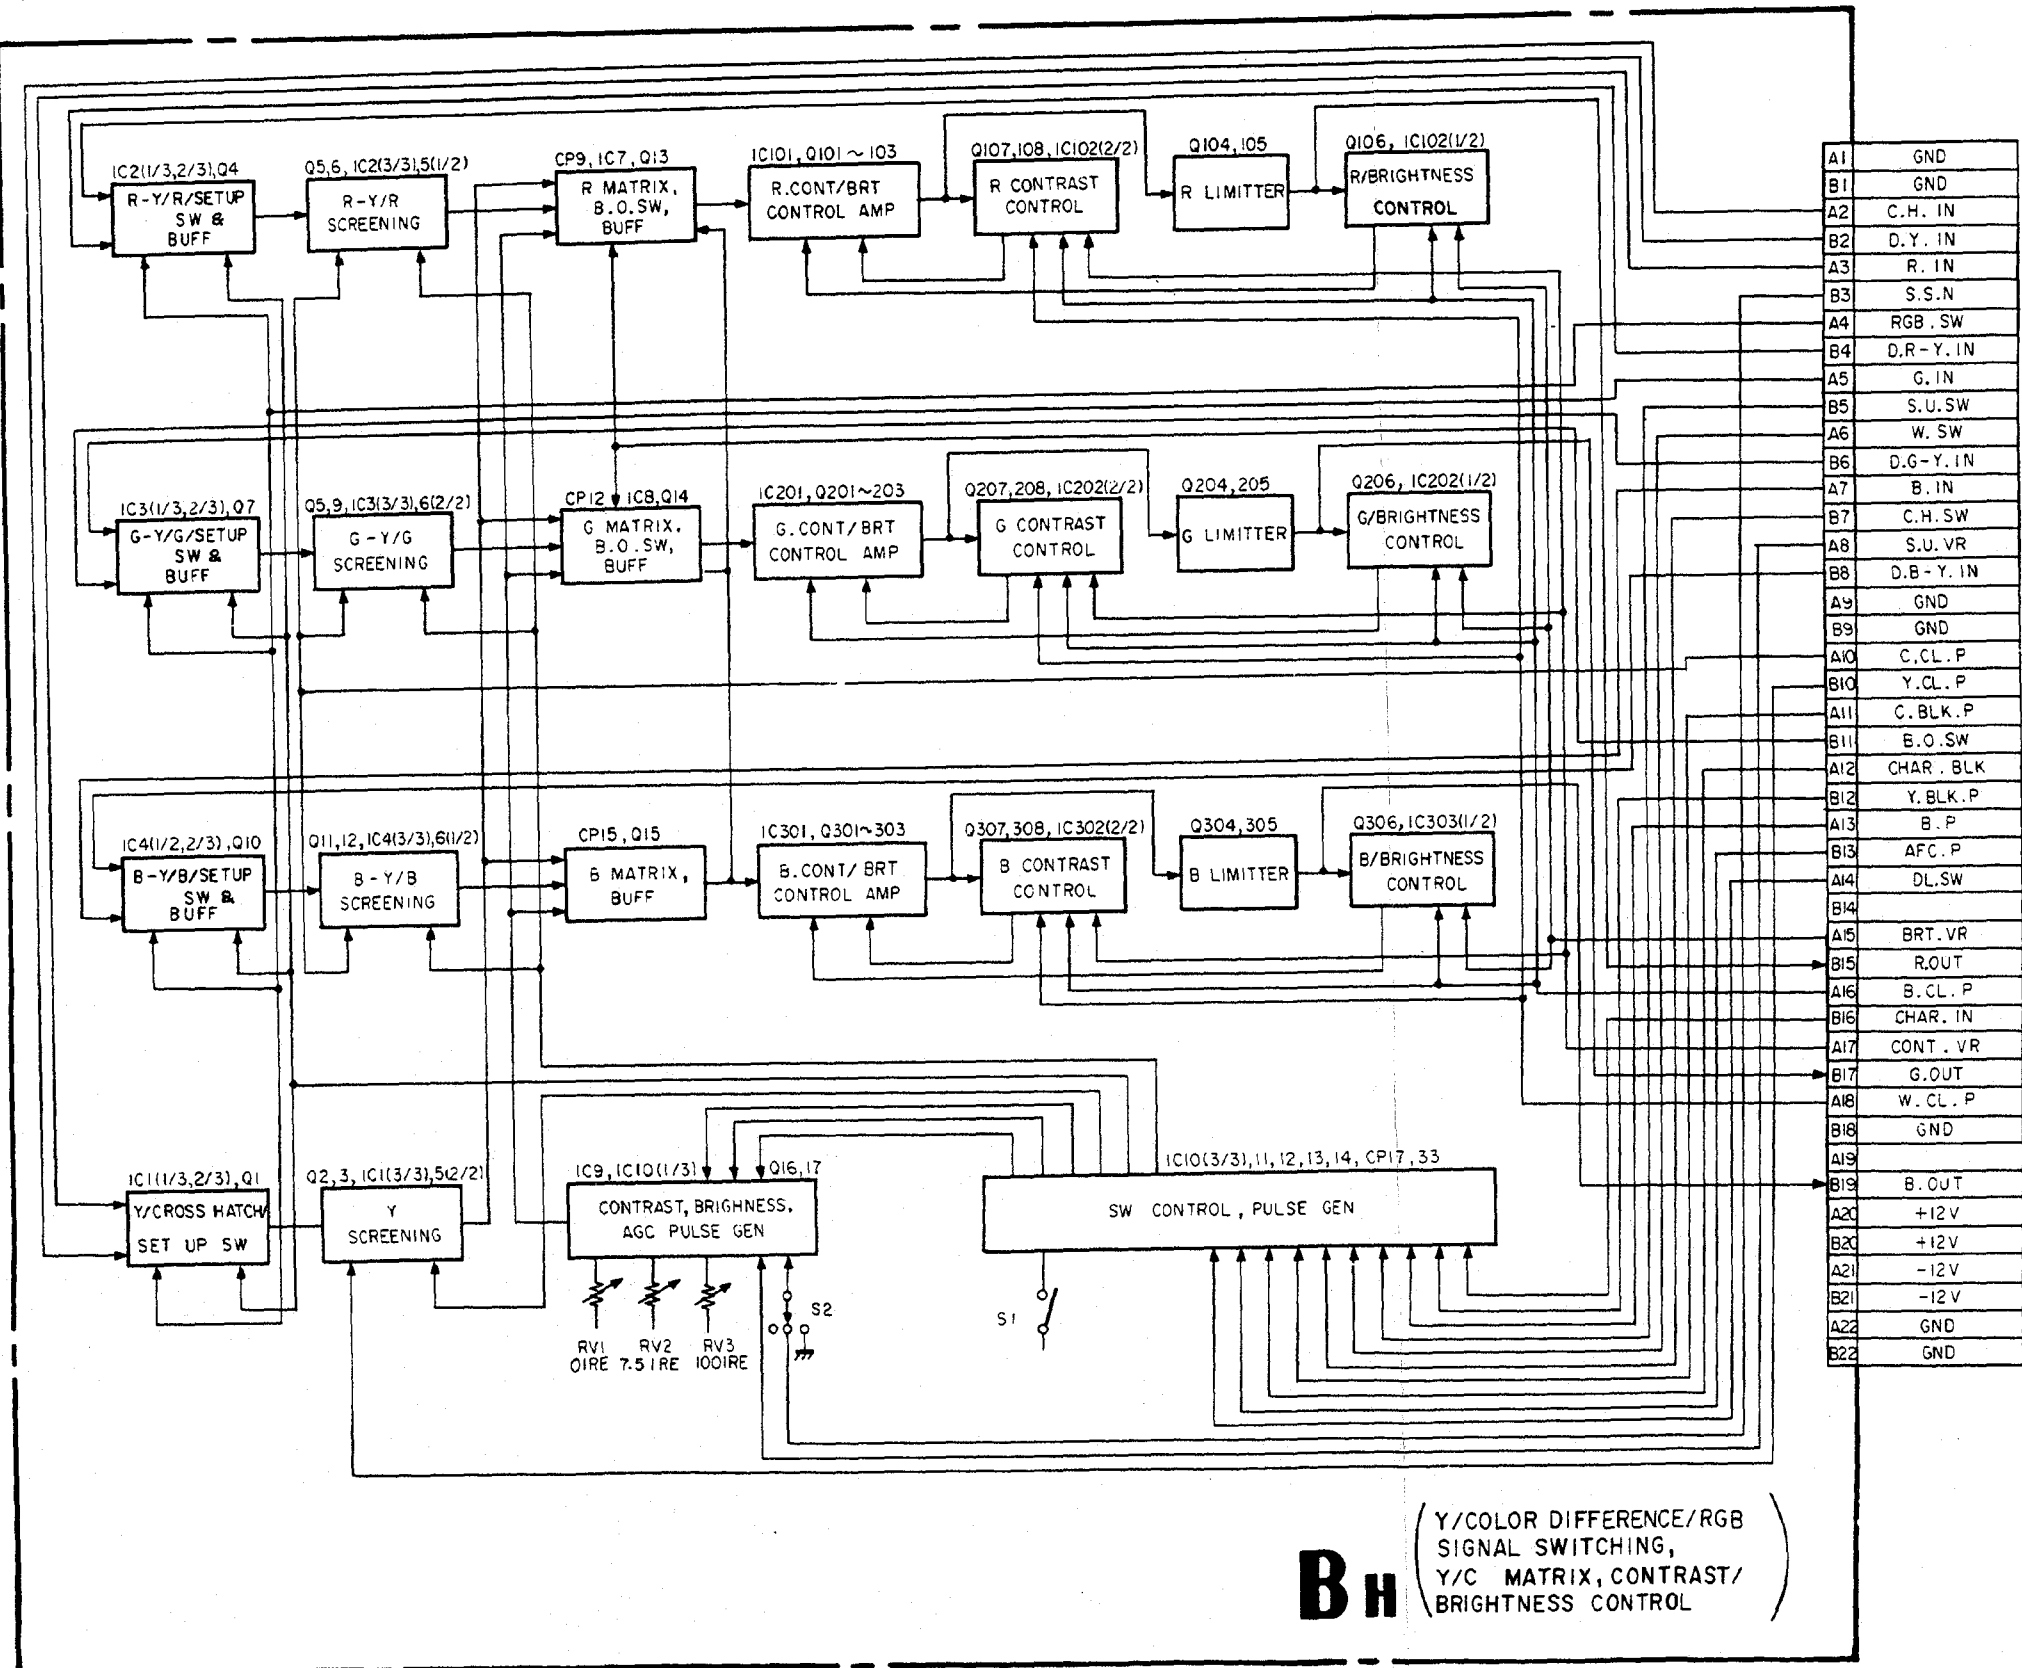 IC2(1/3,2/3),Q4
R-Y/R/SETUP
SW &
BUFF
Q5,6, IC2(3/3),5(1/2)
R-Y/R
SCREENING
CP9, IC7, Q13
R MATRIX,
B.O.SW,
BUFF
IC101, Q101~103
R.CONT/BRT
CONTROL AMP
Q107,108, IC102(2/2)
R CONTRAST
CONTROL
Q104,105
R LIMITTER
Q106, IC102(1/2)
R/BRIGHTNESS
CONTROL
IC3(1/3,2/3), Q7
G-Y/G/SETUP
SW &
BUFF
Q5,9, IC3(3/3),6(2/2)
G-Y/G
SCREENING
CP12 IC8,Q14
G MATRIX.
B.O.SW,
BUFF
IC201, Q201~203
G.CONT/BRT
CONTROL AMP
Q207,208, IC202(2/2)
G CONTRAST
CONTROL
Q204,205
G LIMITTER
Q206, IC202(1/2)
G/BRIGHTNESS
CONTROL
IC4(1/2,2/3), Q10
B-Y/B/SETUP
SW &
BUFF
Q11,12, IC4(3/3),6(1/2)
B-Y/B
SCREENING
CP15, Q15
B MATRIX,
BUFF
IC301, Q301~303
B.CONT/BRT
CONTROL AMP
Q307,308, IC302(2/2)
B CONTRAST
CONTROL
Q304,305
B LIMITTER
Q306, IC303(1/2)
B/BRIGHTNESS
CONTROL
IC1(1/3,2/3), Q1
Y/CROSS HATCH/
SET UP SW
Q2,3, IC1(3/3),5(2/2)
Y
SCREENING
IC9, IC10(1/3) Q16,17
CONTRAST, BRIGHNESS,
AGC PULSE GEN
RV1 RV2 RV3
0IRE 7.5IRE 100IRE
S2
IC10(3/3),11,12,13,14, CP17,33
SW CONTROL, PULSE GEN
S1
A1 GND
B1 GND
A2 C.H. IN
B2 D.Y. IN
A3 R. IN
B3 S.S.N
A4 RGB. SW
B4 D.R-Y. IN
A5 G. IN
B5 S.U.SW
A6 W. SW
B6 D.G-Y. IN
A7 B. IN
B7 C.H.SW
A8 S.U. VR
B8 D.B-Y. IN
A9 GND
B9 GND
A10 C.CL.P
B10 Y.CL.P
A11 C.BLK.P
B11 B.O.SW
A12 CHAR. BLK
B12 Y.BLK.P
A13 B.P
B13 AFC.P
A14 DL.SW
B14
A15 BRT.VR
B15 R.OUT
A16 B.CL.P
B16 CHAR. IN
A17 CONT. VR
B17 G.OUT
A18 W.CL.P
B18 GND
A19
B19 B.OUT
A20 +12V
B20 +12V
A21 -12V
B21 -12V
A22 GND
B22 GND
BH
Y/COLOR DIFFERENCE/RGB
SIGNAL SWITCHING,
Y/C MATRIX, CONTRAST/
BRIGHTNESS CONTROL